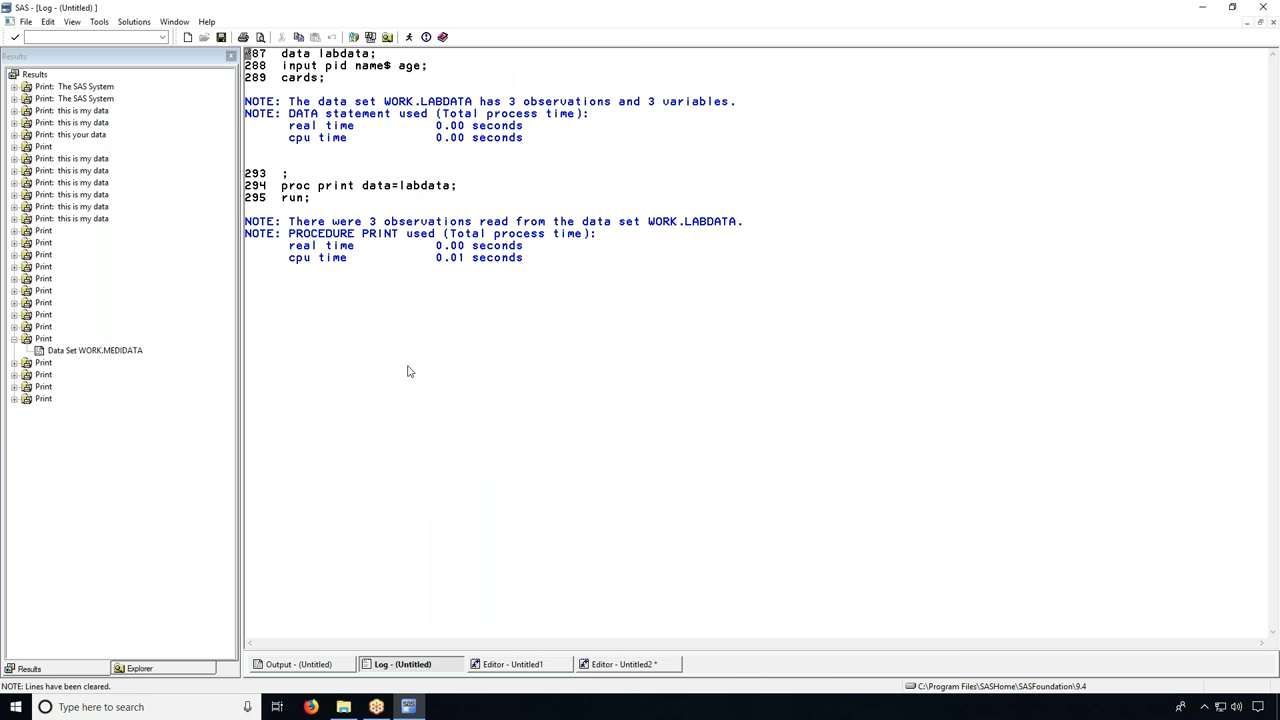 SAS - [Log - (Untitled) ]
File Edit View Tools Solutions Window Help
Results
Results
Print: The SAS System
Print: The SAS System
Print: this is my data
Print: this is my data
Print: this your data
Print
Print: this is my data
Print: this is my data
Print: this is my data
Print: this is my data
Print: this is my data
Print: this is my data
Print
Print
Print
Print
Print
Print
Print
Print
Print
Print
Data Set WORK.MEDIDATA
Print
Print
Print
Print
287 data labdata;
288 input pid name$ age;
289 cards;
NOTE: The data set WORK.LABDATA has 3 observations and 3 variables.
NOTE: DATA statement used (Total process time):
real time 0.00 seconds
cpu time 0.00 seconds
293 ;
294 proc print data=labdata;
295 run;
NOTE: There were 3 observations read from the data set WORK.LABDATA.
NOTE: PROCEDURE PRINT used (Total process time):
real time 0.00 seconds
cpu time 0.01 seconds
Results Explorer
Output - (Untitled) Log - (Untitled) Editor - Untitled1 Editor - Untitled2 *
NOTE: Lines have been cleared. C:\Program Files\SASHome\SASFoundation\9.4
Type here to search